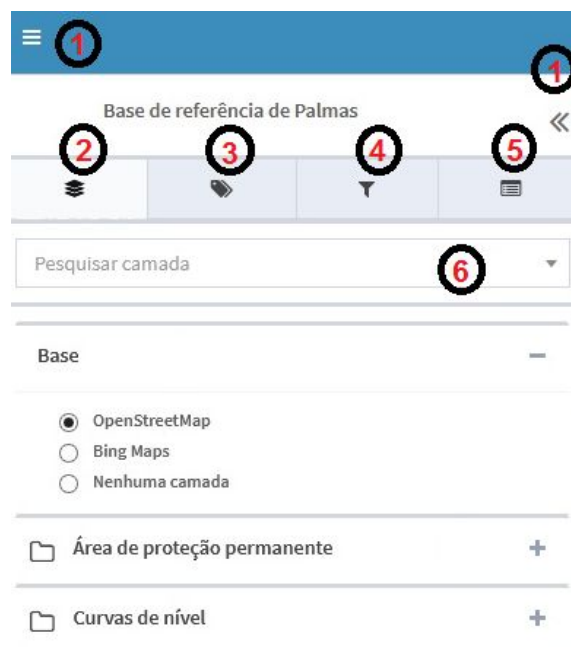 1
1
Base de referência de Palmas
2 3 4 5
Pesquisar camada 6
Base
OpenStreetMap
Bing Maps
Nenhuma camada
Área de proteção permanente
Curvas de nível